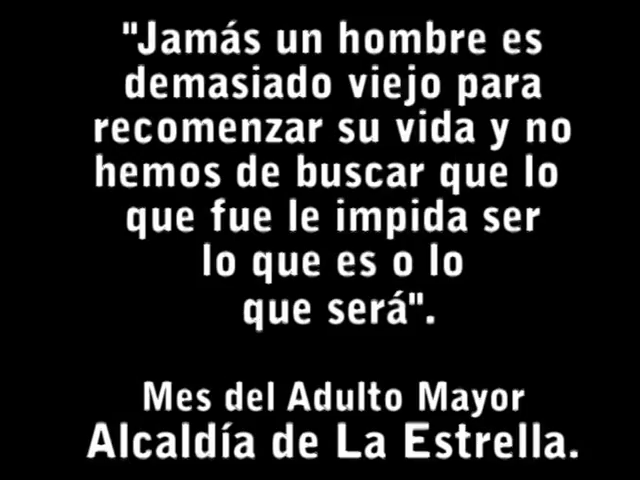 "Jamás un hombre es
demasiado viejo para
recomenzar su vida y no
hemos de buscar que lo
que fue le impida ser
lo que es o lo
que será".
Mes del Adulto Mayor
Alcaldía de La Estrella.